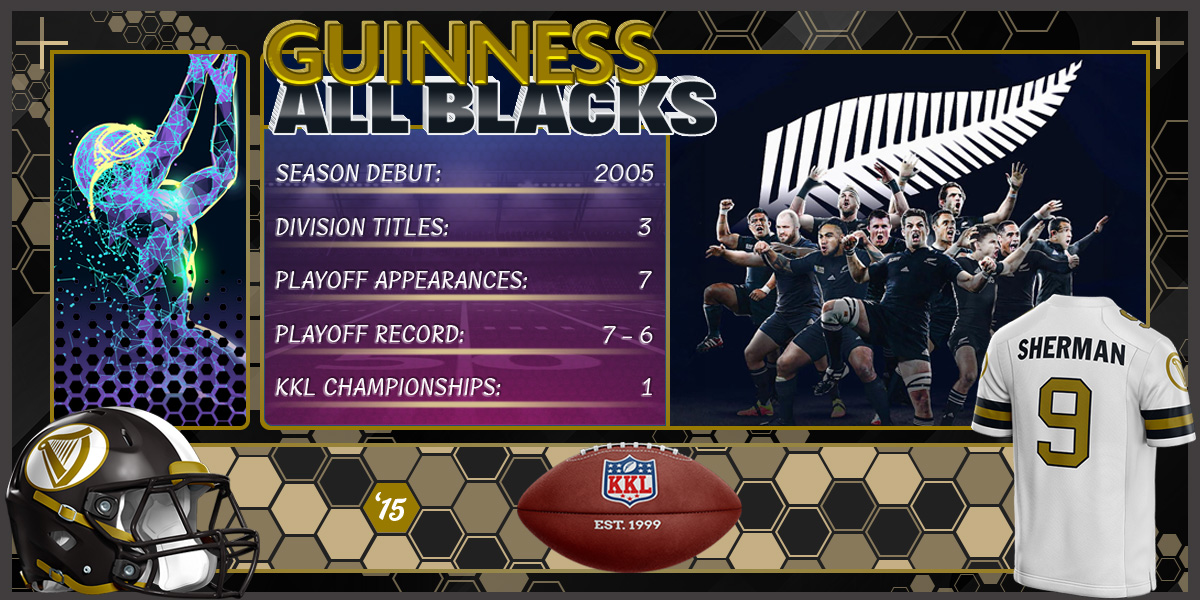 GUINNESS
ALL BLACKS
SEASON DEBUT: 2005
DIVISION TITLES: 3
PLAYOFF APPEARANCES: 7
PLAYOFF RECORD: 7 – 6
KKL CHAMPIONSHIPS: 1
SHERMAN
9
‘15
KKL
EST. 1999